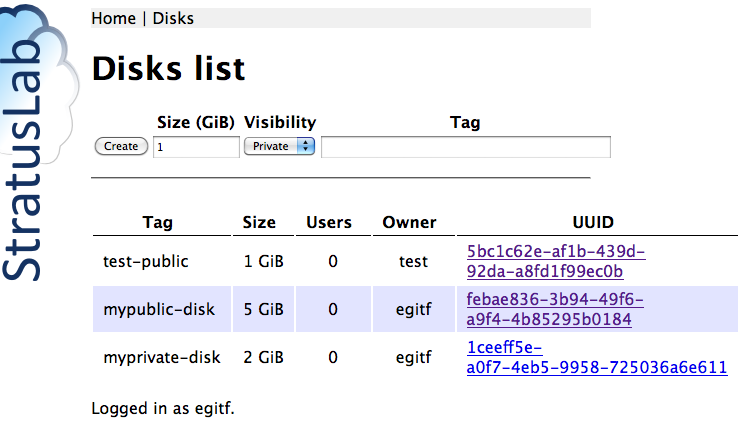 StratusLab
Home | Disks
Disks list
Size (GiB) Visibility Tag
Create 1 Private
Tag Size Users Owner UUID
test-public 1 GiB 0 test 5bc1c62e-af1b-439d-
92da-a8fd1f99ec0b
mypublic-disk 5 GiB 0 egitf febae836-3b94-49f6-
a9f4-4b85295b0184
myprivate-disk 2 GiB 0 egitf 1ceeff5e-
a0f7-4eb5-9958-725036a6e611
Logged in as egitf.